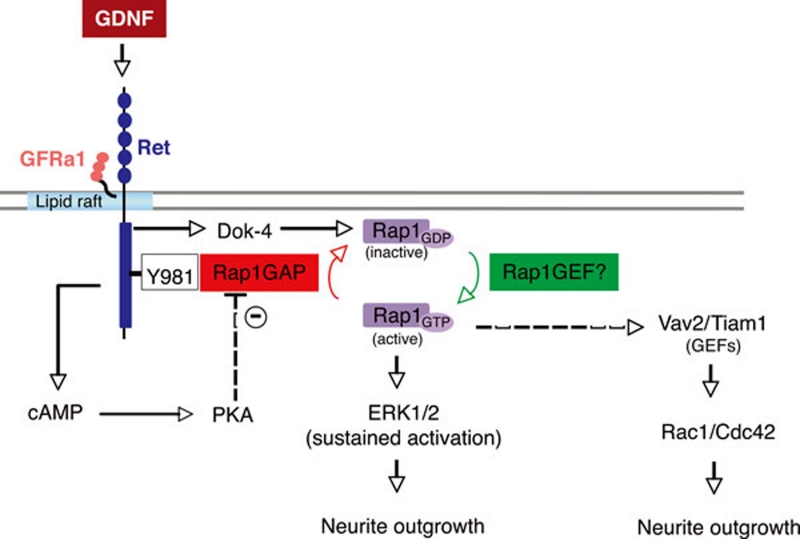 GDNF
Ret
GFRa1
Lipid raft
Dok-4
Rap1 GDP
(inactive)
Y981
Rap1GAP
Rap1GEF?
Rap1 GTP
(active)
Vav2/Tiam1
(GEFs)
−
cAMP
PKA
ERK1/2
(sustained activation)
Rac1/Cdc42
Neurite outgrowth
Neurite outgrowth